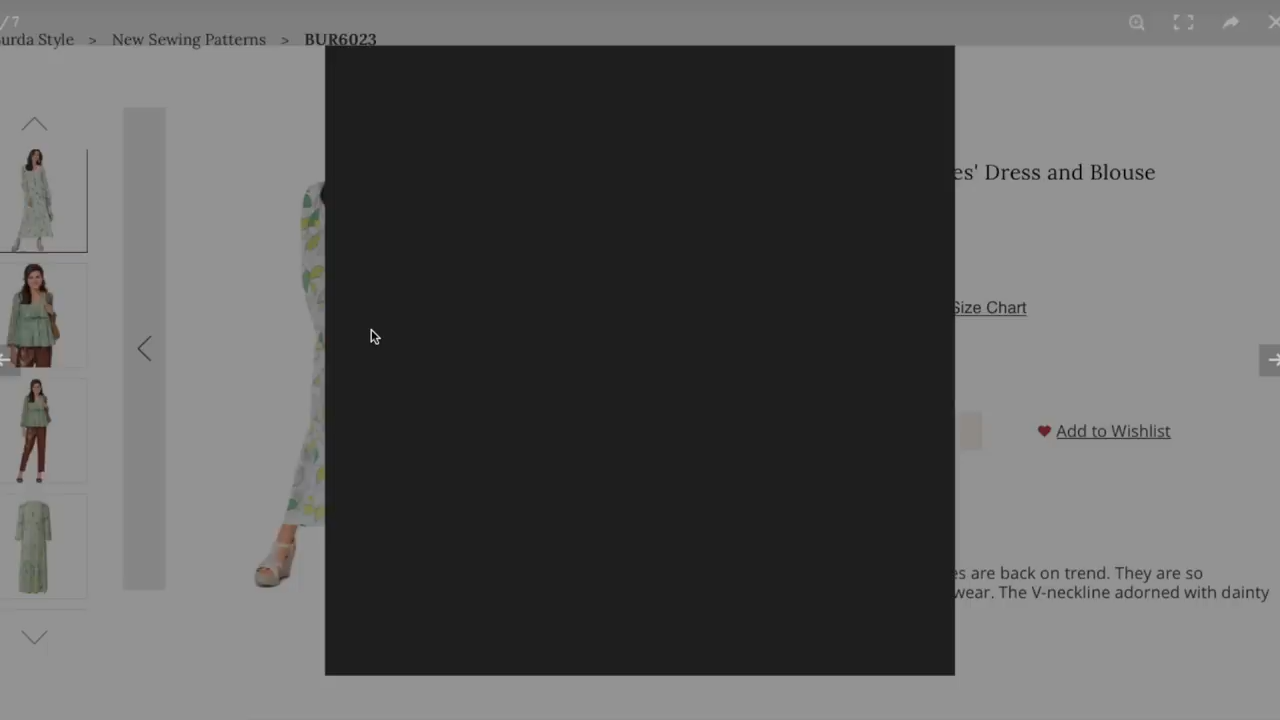 / 7
urda Style > New Sewing Patterns > BUR6023
es' Dress and Blouse
Size Chart
Add to Wishlist
es are back on trend. They are so
wear. The V-neckline adorned with dainty